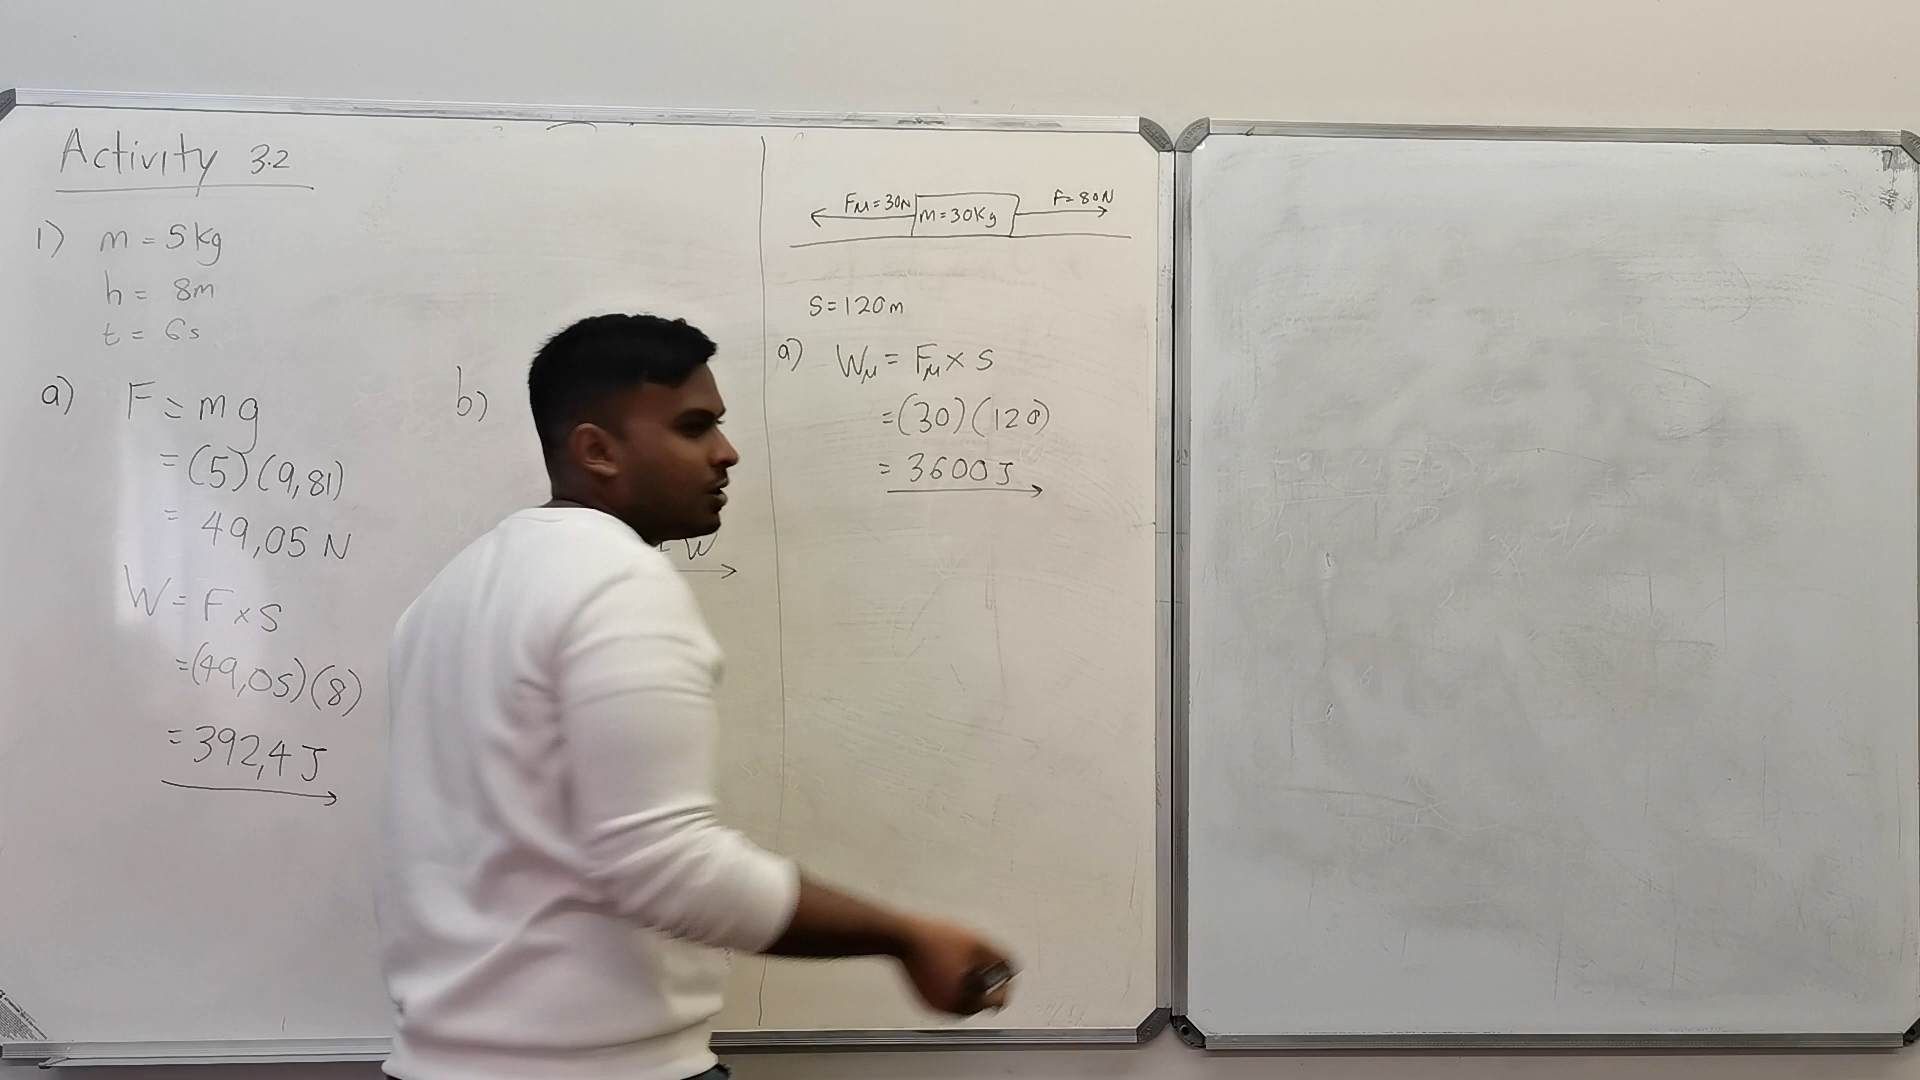 Activity 3.2
1) m = 5kg
h = 8m
t = 6s
a) F = mg
= (5)(9,81)
= 49,05 N
W = F × S
= (49,05)(8)
= 392,4 J
b)
W
Fμ = 30N m = 30Kg F = 80N
S = 120m
a) Wμ = Fμ × S
= (30)(120)
= 3600J